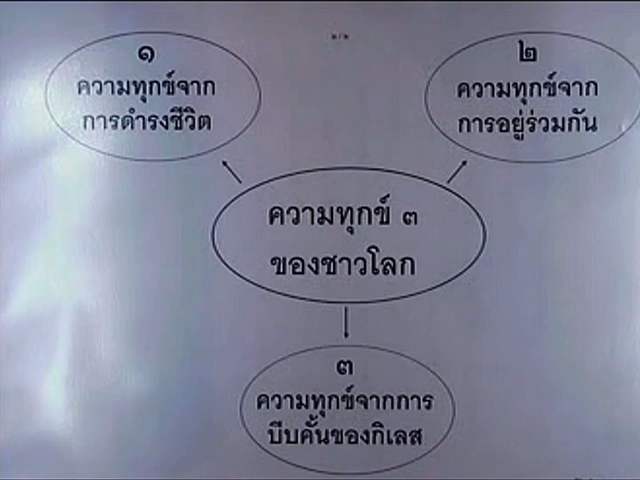 ๑
ความทุกข์จาก
การดำรงชีวิต
๒
ความทุกข์จาก
การอยู่ร่วมกัน
ความทุกข์ ๓
ของชาวโลก
๓
ความทุกข์จากการ
บีบคั้นของกิเลส